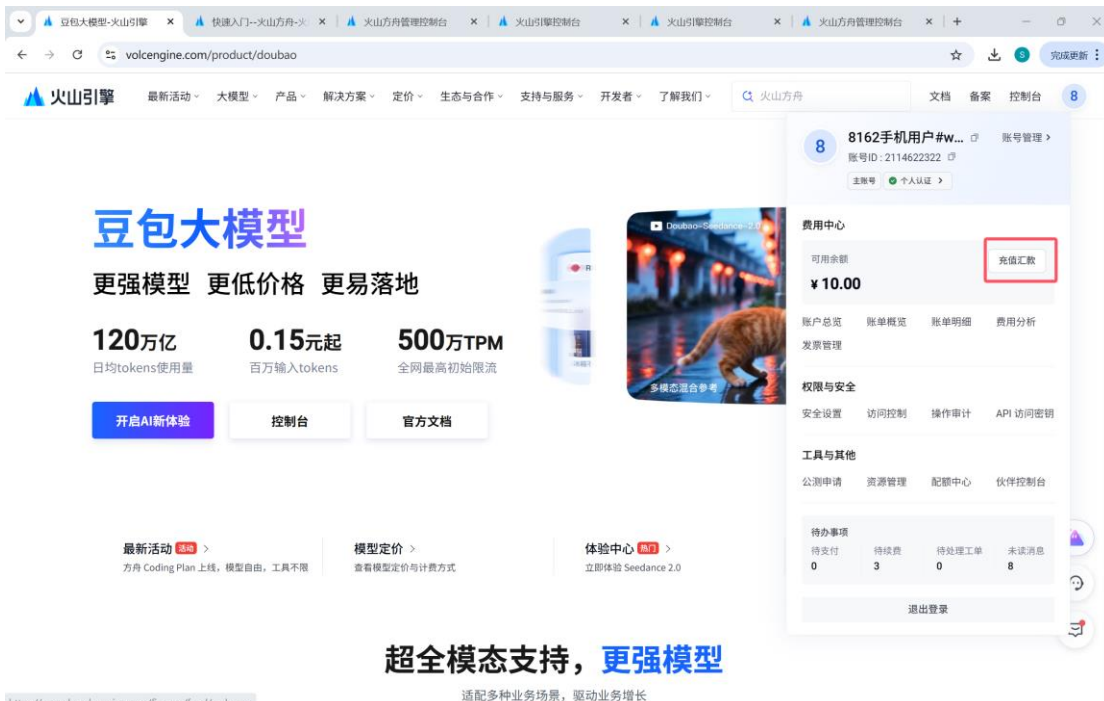 豆包大模型-火山引擎
快速入门--火山方舟-火
火山方舟管理控制台
火山引擎控制台
火山引擎控制台
火山方舟管理控制台
volcengine.com/product/doubao
S
完成更新
火山引擎
最新活动 大模型 产品 解决方案 定价 生态与合作 支持与服务 开发者 了解我们
火山方舟
文档 备案 控制台 8
8
8162手机用户#w...
账号管理 >
账号ID : 2114622322
主账号 个人认证 >
豆包大模型
更强模型 更低价格 更易落地
120万亿
日均tokens使用量
0.15元起
百万输入tokens
500万TPM
全网最高初始限流
开启AI新体验
控制台
官方文档
Doubao-Seedance-2.0
多模态混合参考
费用中心
可用余额
¥ 10.00
充值汇款
账户总览 账单概览 账单明细 费用分析
发票管理
权限与安全
安全设置 访问控制 操作审计 API 访问密钥
工具与其他
公测申请 资源管理 配额中心 伙伴控制台
待办事项
待支付 待续费 待处理工单 未读消息
0 3 0 8
退出登录
最新活动 活动 >
方舟 Coding Plan 上线，模型自由，工具不限
模型定价 >
查看模型定价与计费方式
体验中心 热门 >
立即体验 Seedance 2.0
超全模态支持，更强模型
适配多种业务场景，驱动业务增长